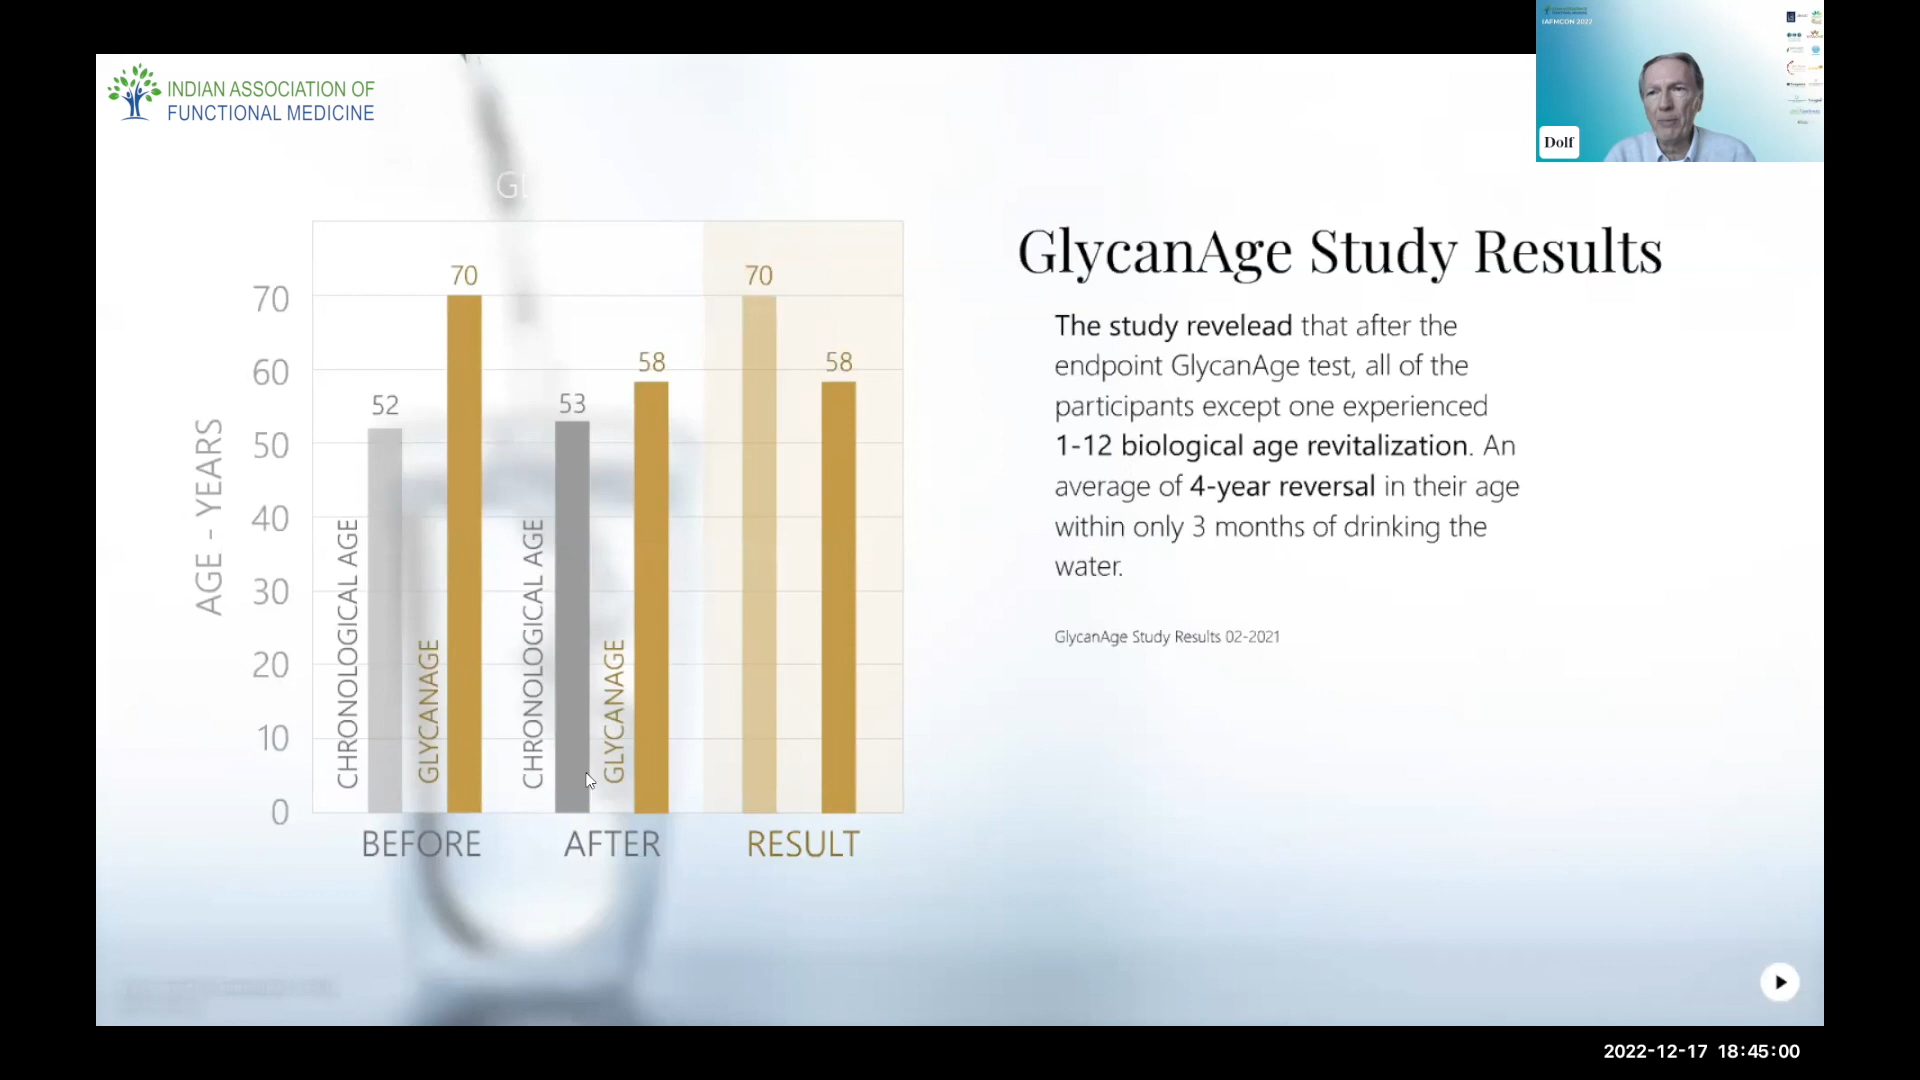 INDIAN ASSOCIATION OF
FUNCTIONAL MEDICINE
IAFMCON 2022
Dolf
GlycanAge Study Results
The study revelead that after the
endpoint GlycanAge test, all of the
participants except one experienced
1-12 biological age revitalization. An
average of 4-year reversal in their age
within only 3 months of drinking the
water.
GlycanAge Study Results 02-2021
AGE - YEARS
70
60
50
40
30
20
10
0
52
70
53
58
70
58
CHRONOLOGICAL AGE
GLYCANAGE
CHRONOLOGICAL AGE
GLYCANAGE
BEFORE
AFTER
RESULT
2022-12-17 18:45:00